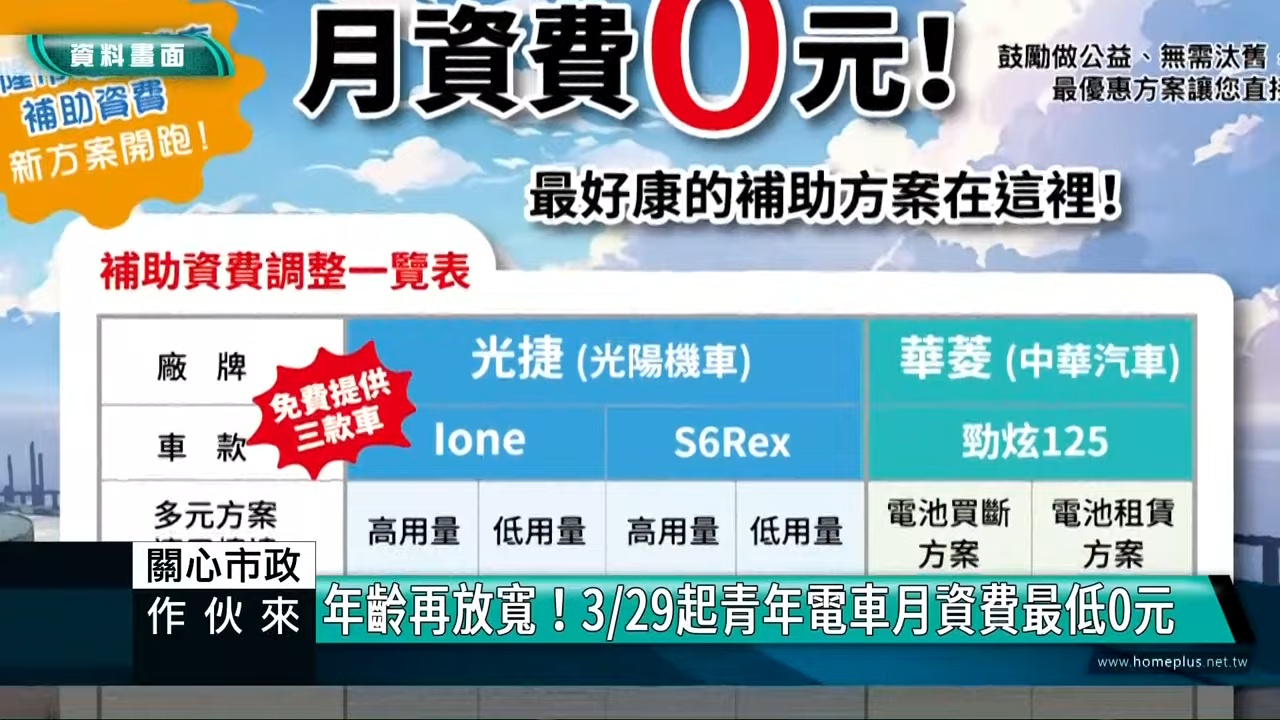 資料畫面
補助資費
新方案開跑！
月資費0元！
鼓勵做公益、無需汰舊
最優惠方案讓您直接
最好康的補助方案在這裡！
補助資費調整一覽表
廠牌
免費提供
三款車
光捷 (光陽機車)
華菱 (中華汽車)
車款
Ione
S6Rex
勁炫125
多元方案
高用量
低用量
高用量
低用量
電池買斷
方案
電池租賃
方案
關心市政
作伙來
年齡再放寬！3/29起青年電車月資費最低0元
www.homeplus.net.tw